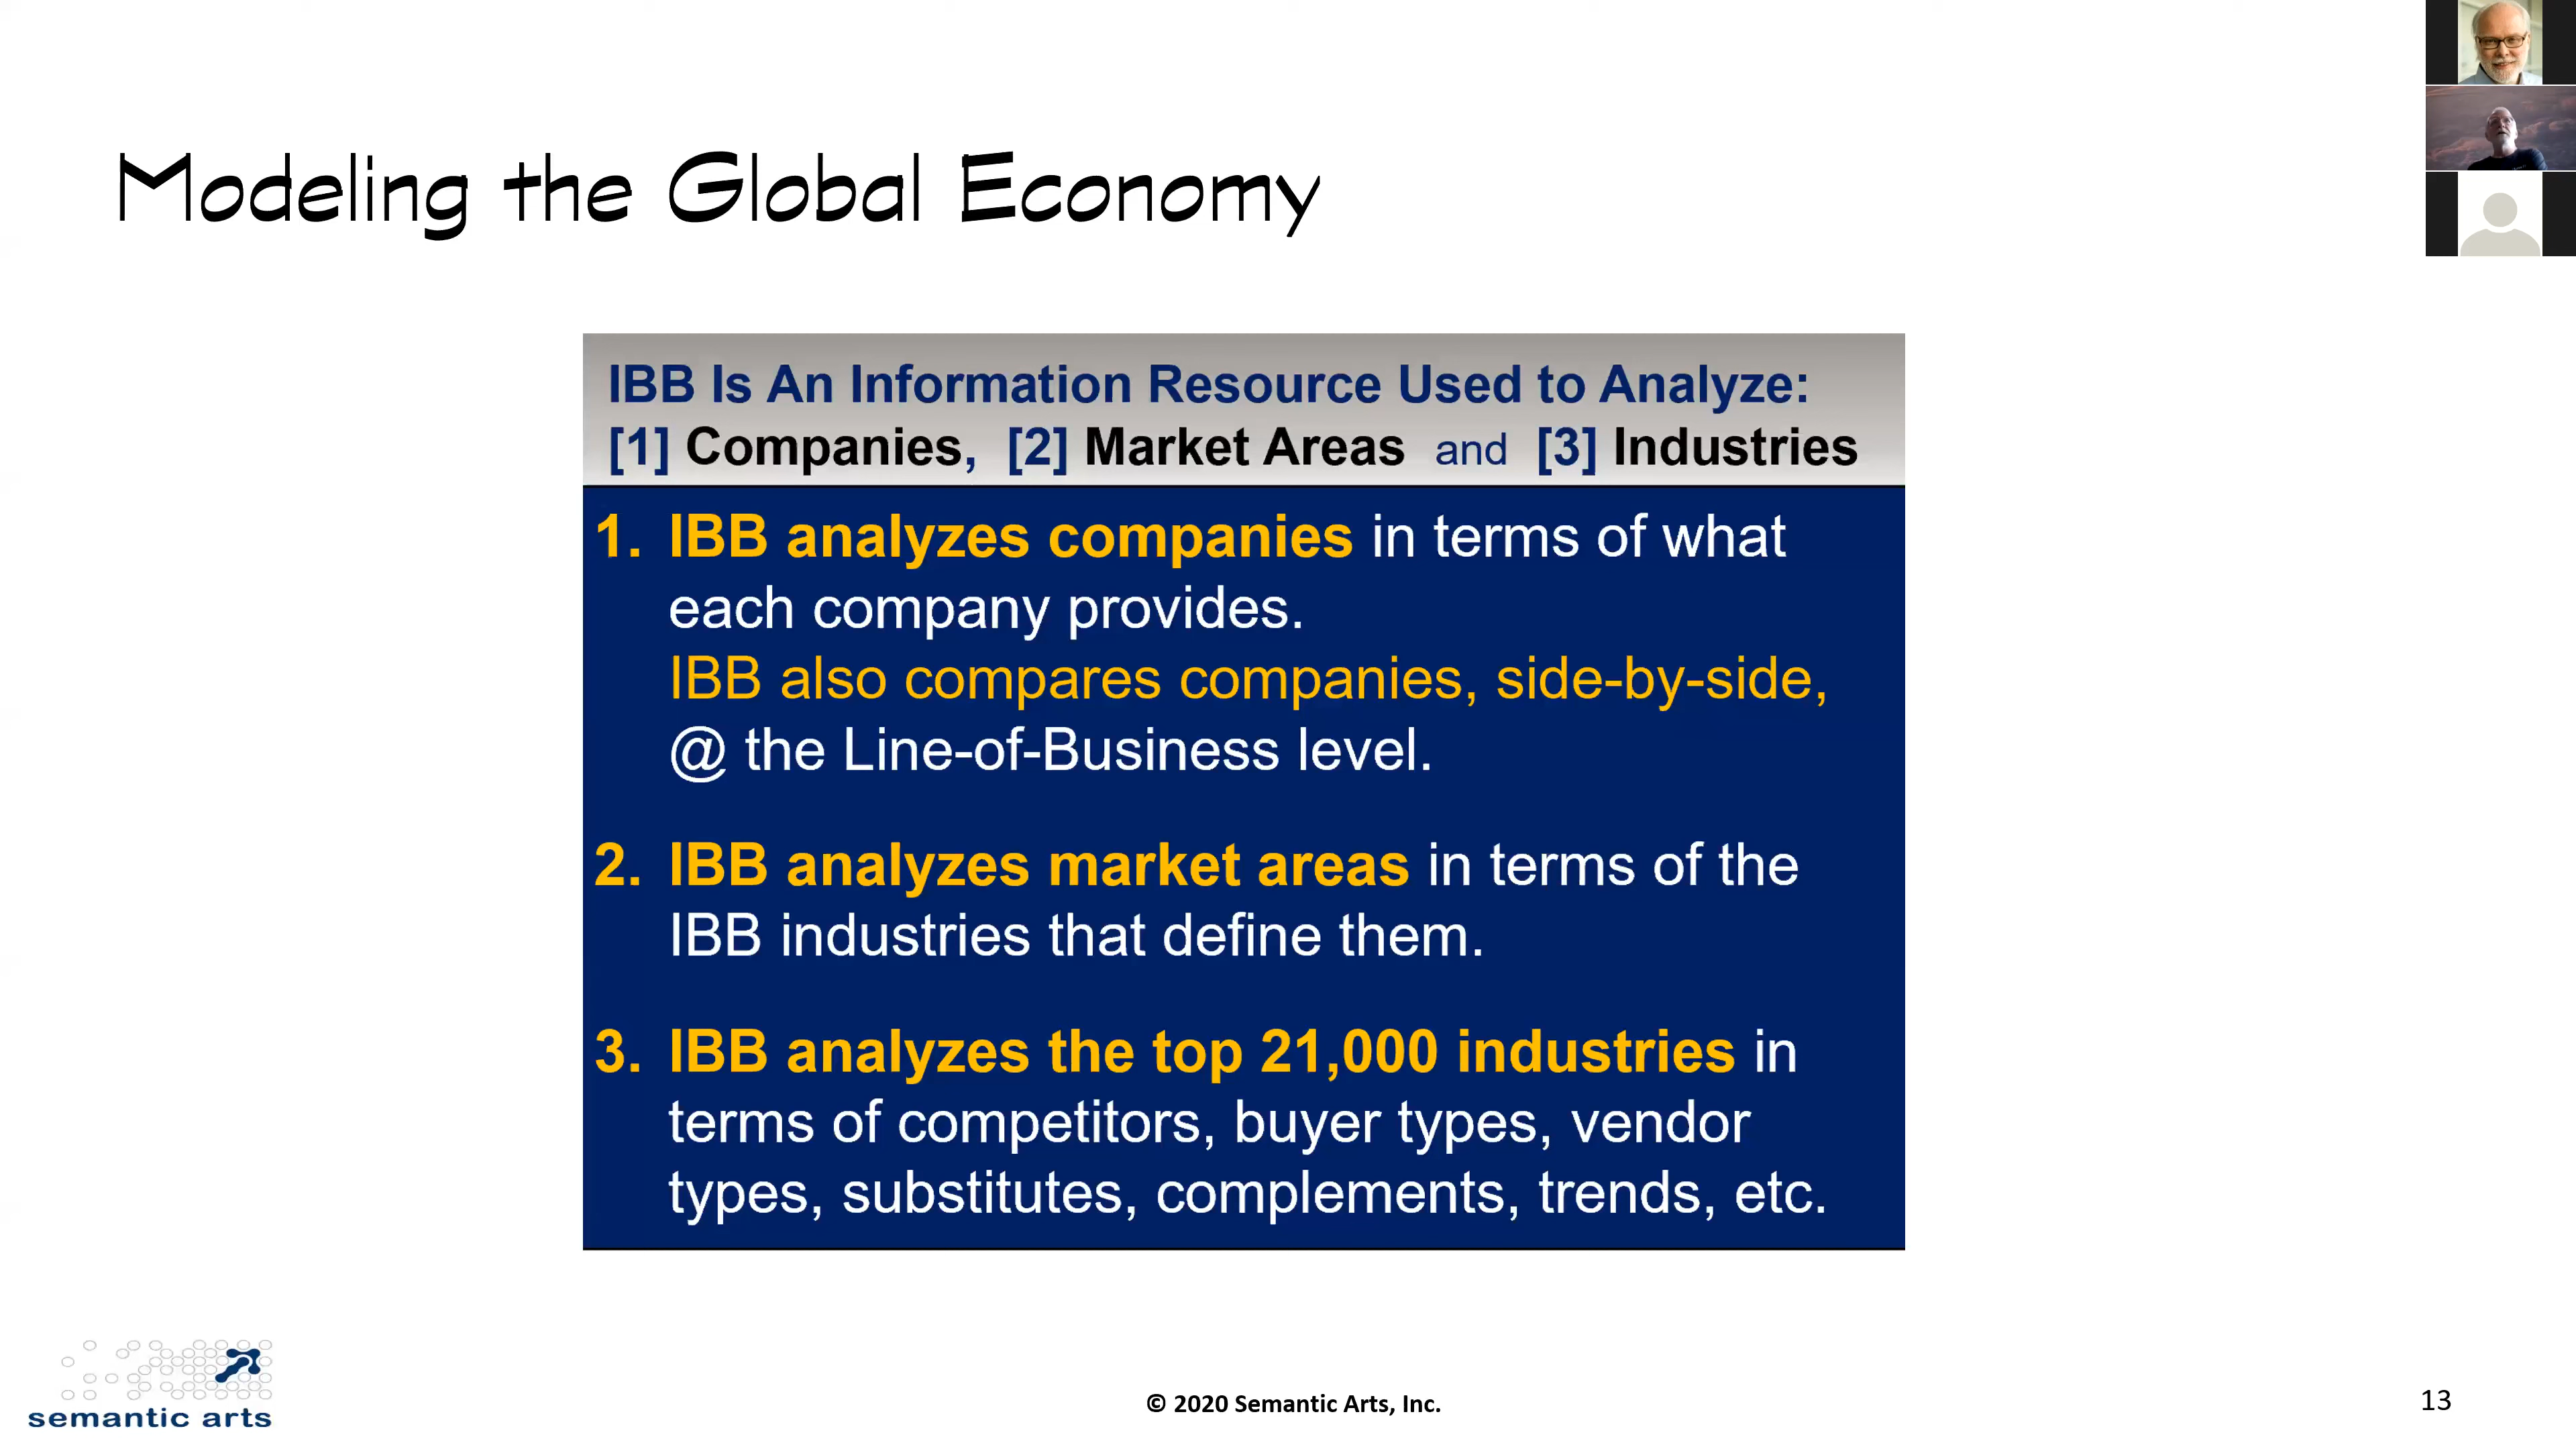 Modeling the Global Economy
IBB Is An Information Resource Used to Analyze:
[1] Companies, [2] Market Areas and [3] Industries
1. IBB analyzes companies in terms of what
each company provides.
IBB also compares companies, side-by-side,
@ the Line-of-Business level.
2. IBB analyzes market areas in terms of the
IBB industries that define them.
3. IBB analyzes the top 21,000 industries in
terms of competitors, buyer types, vendor
types, substitutes, complements, trends, etc.
semantic arts
© 2020 Semantic Arts, Inc.
13